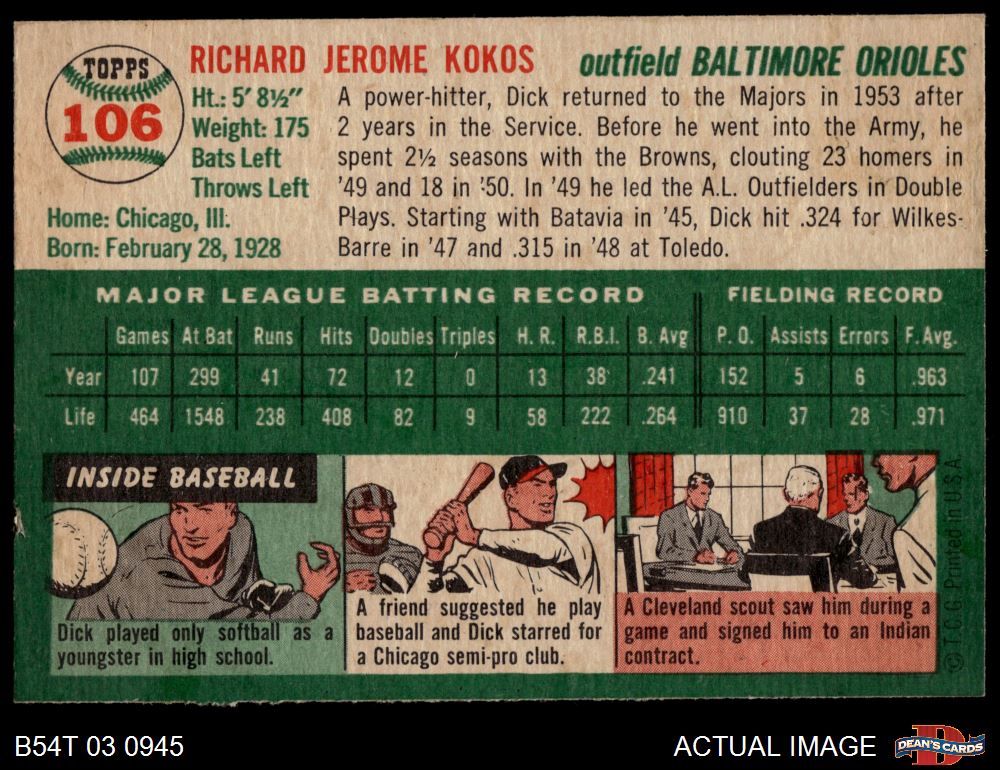 TOPPS
106
RICHARD JEROME KOKOS
outfield BALTIMORE ORIOLES
Ht.: 5' 8½"
Weight: 175
Bats Left
Throws Left
Home: Chicago, Ill.
Born: February 28, 1928
A power-hitter, Dick returned to the Majors in 1953 after
2 years in the Service. Before he went into the Army, he
spent 2½ seasons with the Browns, clouting 23 homers in
'49 and 18 in '50. In '49 he led the A.L. Outfielders in Double
Plays. Starting with Batavia in '45, Dick hit .324 for Wilkes-
Barre in '47 and .315 in '48 at Toledo.
MAJOR LEAGUE BATTING RECORD FIELDING RECORD
Games At Bat Runs Hits Doubles Triples H. R. R.B.I. B. Avg P. O. Assists Errors F. Avg.
Year 107 299 41 72 12 0 13 38 .241 152 5 6 .963
Life 464 1548 238 408 82 9 58 222 .264 910 37 28 .971
INSIDE BASEBALL
Dick played only softball as a
youngster in high school.
A friend suggested he play
baseball and Dick starred for
a Chicago semi-pro club.
A Cleveland scout saw him during a
game and signed him to an Indian
contract.
© T.C.G. Printed in U.S.A.
B54T 03 0945
ACTUAL IMAGE
DEAN'S CARDS